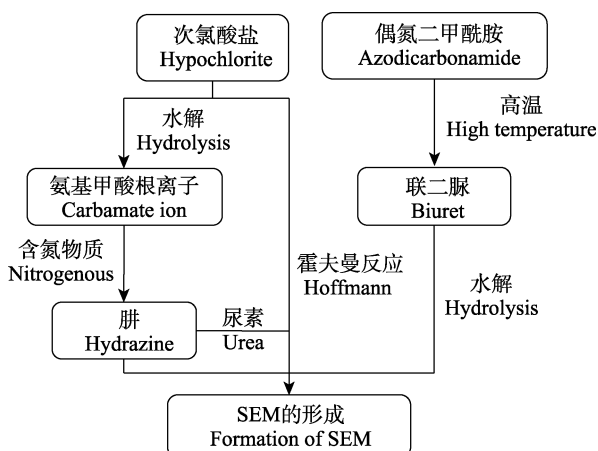 次氯酸盐
Hypochlorite
偶氮二甲酰胺
Azodicarbonamide
水解
Hydrolysis
高温
High temperature
氨基甲酸根离子
Carbamate ion
联二脲
Biuret
含氮物质
Nitrogenous
霍夫曼反应
Hoffmann
水解
Hydrolysis
肼
Hydrazine
尿素
Urea
SEM的形成
Formation of SEM